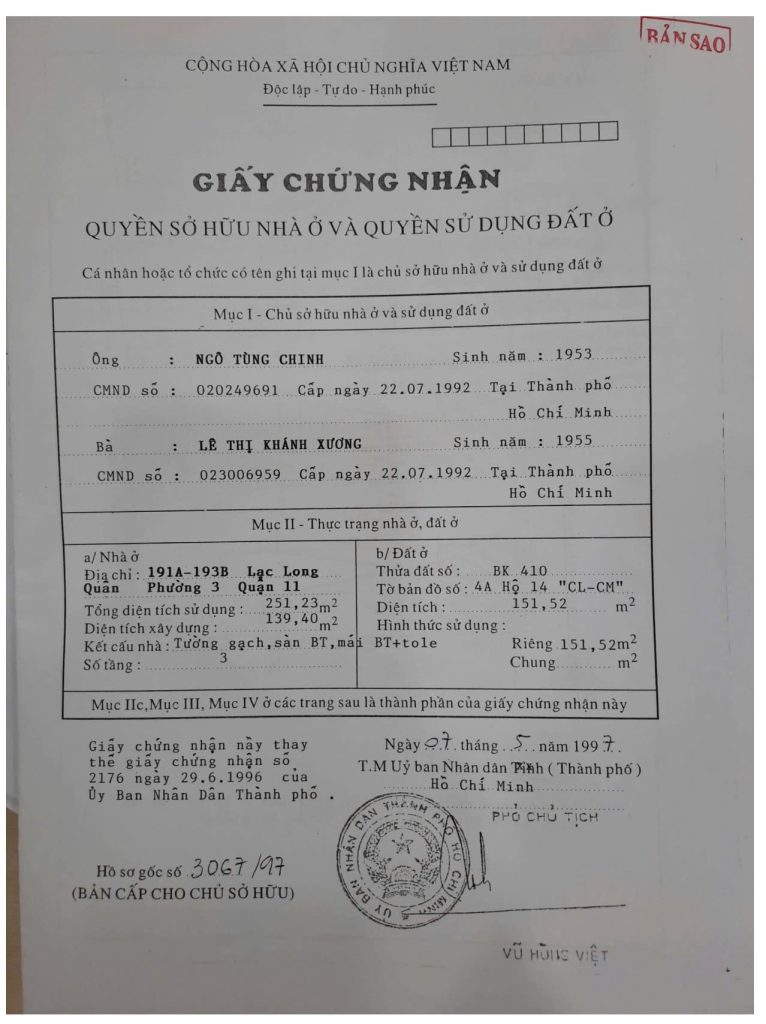 BẢN SAO
CỘNG HÒA XÃ HỘI CHỦ NGHĨA VIỆT NAM
Độc lập - Tự do - Hạnh phúc
GIẤY CHỨNG NHẬN
QUYỀN SỞ HỮU NHÀ Ở VÀ QUYỀN SỬ DỤNG ĐẤT Ở
Cá nhân hoặc tổ chức có tên ghi tại mục I là chủ sở hữu nhà ở và sử dụng đất ở
Mục I - Chủ sở hữu nhà ở và sử dụng đất ở
Ông : NGÔ TÙNG CHINH Sinh năm : 1953
CMND số : 020249691 Cấp ngày 22.07.1992 Tại Thành phố
Hồ Chí Minh
Bà : LÊ THỊ KHÁNH XƯƠNG Sinh năm : 1955
CMND số : 023006959 Cấp ngày 22.07.1992 Tại Thành phố
Hồ Chí Minh
Mục II - Thực trạng nhà ở, đất ở
a/ Nhà ở
Địa chỉ : 191A-193B Lạc Long
Quân Phường 3 Quận 11
Tổng diện tích sử dụng : 251,23m2
Diện tích xây dựng : 139,40m2
Kết cấu nhà : Tường gạch,sàn BT,mái BT+tole
Số tầng : 3
b/ Đất ở
Thửa đất số : BK 410
Tờ bản đồ số : 4A Hộ 14 "CL-CM"
Diện tích : 151,52 m2
Hình thức sử dụng :
Riêng 151,52m2
Chung m2
Mục IIc,Mục III, Mục IV ở các trang sau là thành phần của giấy chứng nhận này
Giấy chứng nhận này thay
thế giấy chứng nhận số
2176 ngày 29.6.1996 của
Ủy Ban Nhân Dân Thành phố .
Hồ sơ gốc số 3067/97
(BẢN CẤP CHO CHỦ SỞ HỮU)
Ngày 07 tháng 5 năm 1997.
T.M Uỷ ban Nhân dân Tỉnh ( Thành phố )
Hồ Chí Minh
PHÓ CHỦ TỊCH
ỦY BAN NHÂN DÂN THÀNH PHỐ HỒ CHÍ MINH
VŨ HÙNG VIỆT